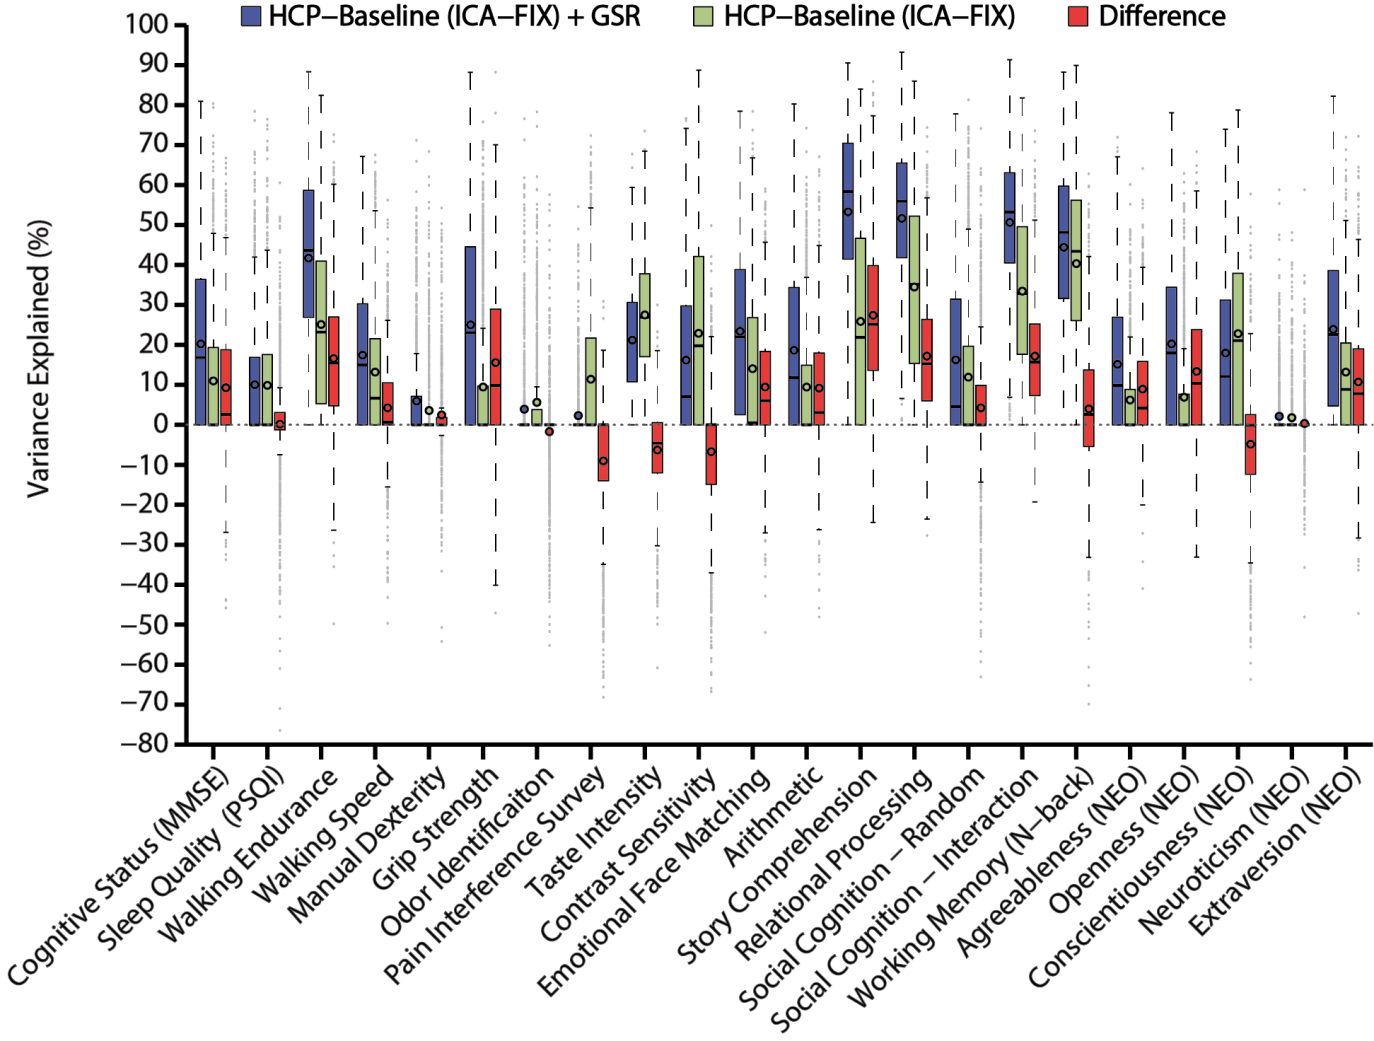 HCP−Baseline (ICA−FIX) + GSR
HCP−Baseline (ICA−FIX)
Difference
Variance Explained (%)
100
90
80
70
60
50
40
30
20
10
0
−10
−20
−30
−40
−50
−60
−70
−80
Cognitive Status (MMSE)
Sleep Quality (PSQI)
Walking Endurance
Walking Speed
Manual Dexterity
Grip Strength
Odor Identificaiton
Pain Interference Survey
Taste Intensity
Contrast Sensitivity
Emotional Face Matching
Arithmetic
Story Comprehension
Relational Processing
Social Cognition − Random
Social Cognition − Interaction
Working Memory (N−back)
Agreeableness (NEO)
Openness (NEO)
Conscientiousness (NEO)
Neuroticism (NEO)
Extraversion (NEO)